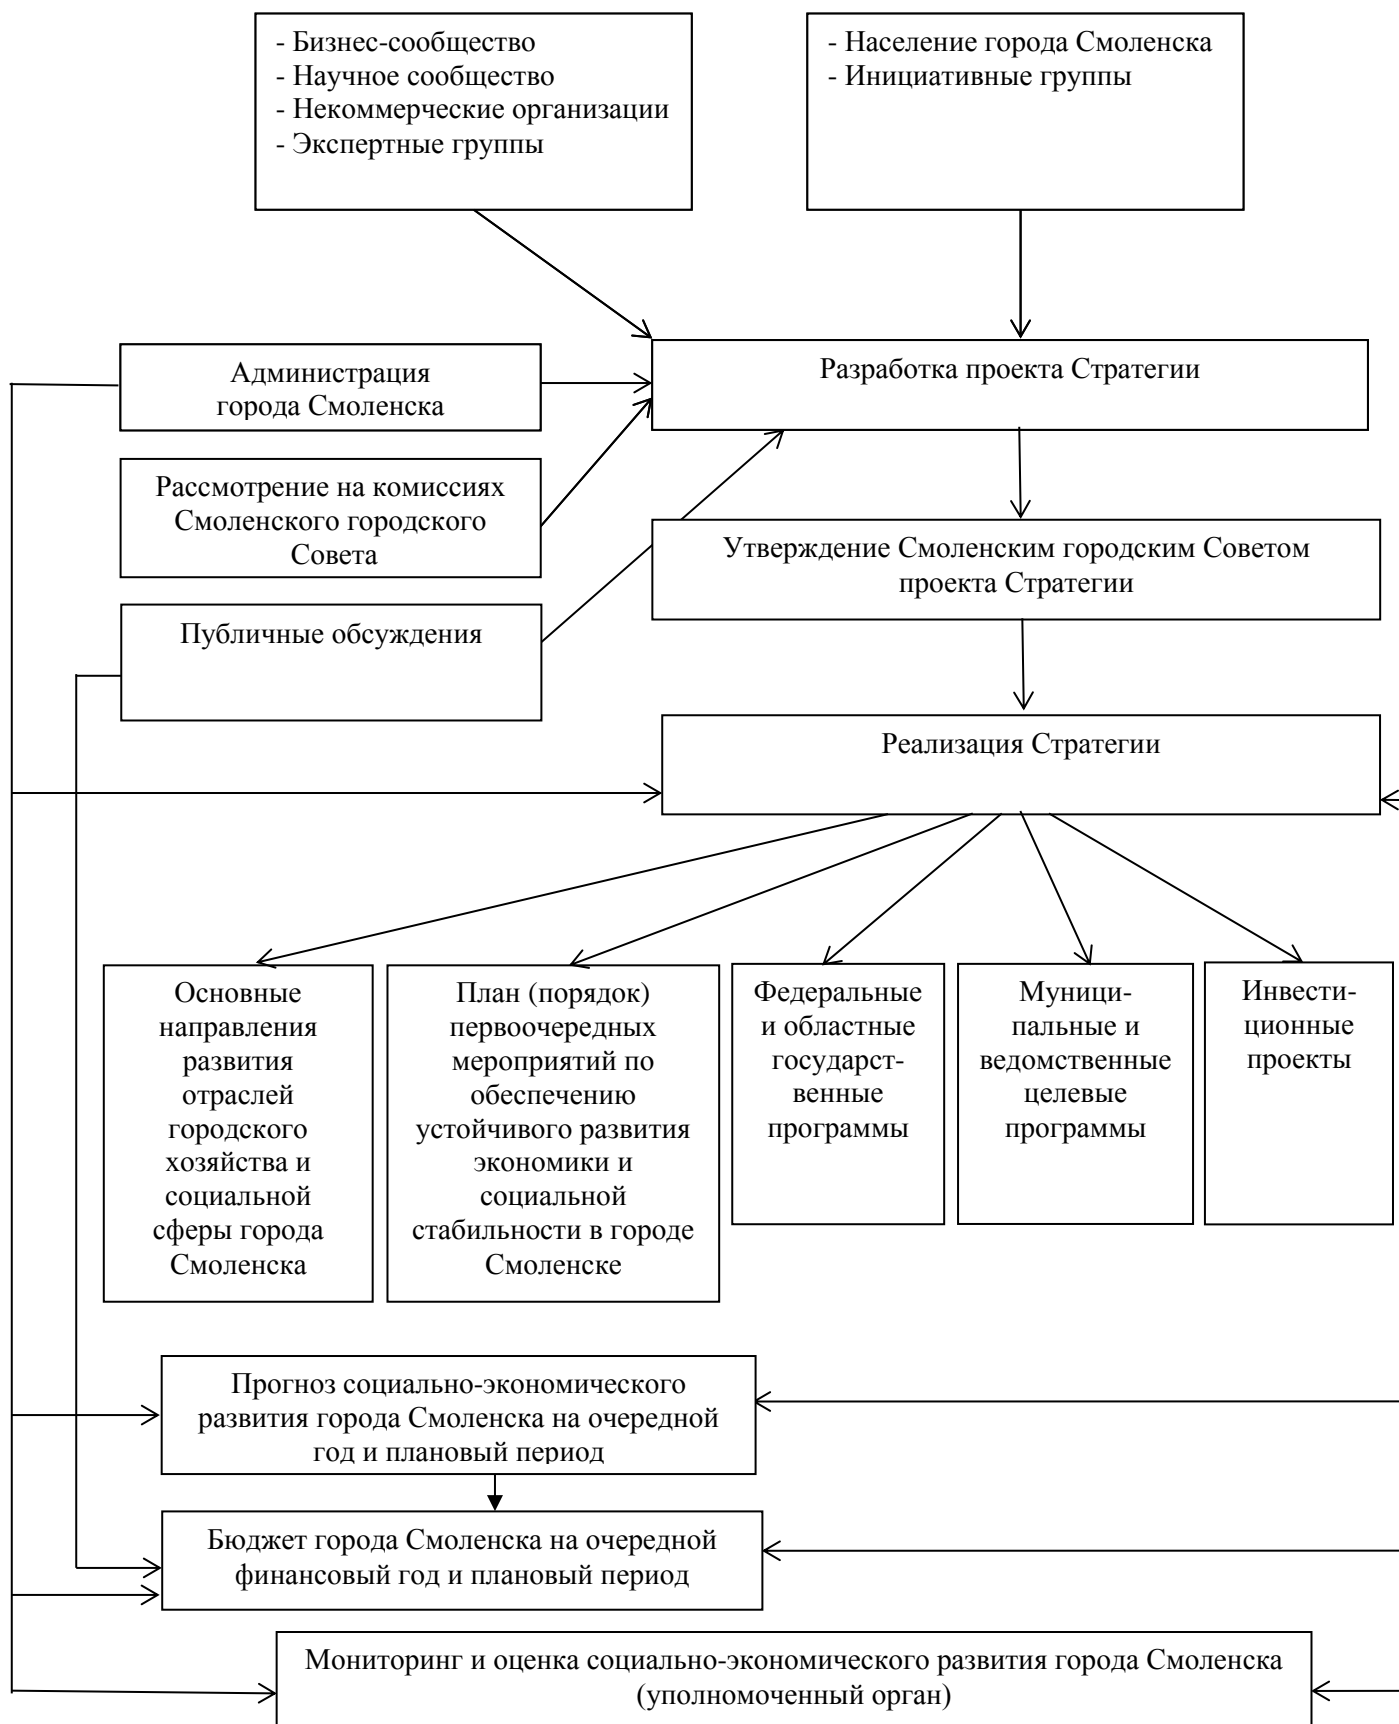 - Бизнес-сообщество
- Научное сообщество
- Некоммерческие организации
- Экспертные группы
- Население города Смоленска
- Инициативные группы
Разработка проекта Стратегии
Администрация
города Смоленска
Рассмотрение на комиссиях
Смоленского городского
Совета
Утверждение Смоленским городским Советом
проекта Стратегии
Публичные обсуждения
Реализация Стратегии
Основные
направления
развития
отраслей
городского
хозяйства и
социальной
сферы города
Смоленска
План (порядок)
первоочередных
мероприятий по
обеспечению
устойчивого развития
экономики и
социальной
стабильности в городе
Смоленске
Федеральные
и областные
государст-
венные
программы
Муници-
пальные и
ведомственные
целевые
программы
Инвести-
ционные
проекты
Прогноз социально-экономического
развития города Смоленска на очередной
год и плановый период
Бюджет города Смоленска на очередной
финансовый год и плановый период
Мониторинг и оценка социально-экономического развития города Смоленска
(уполномоченный орган)